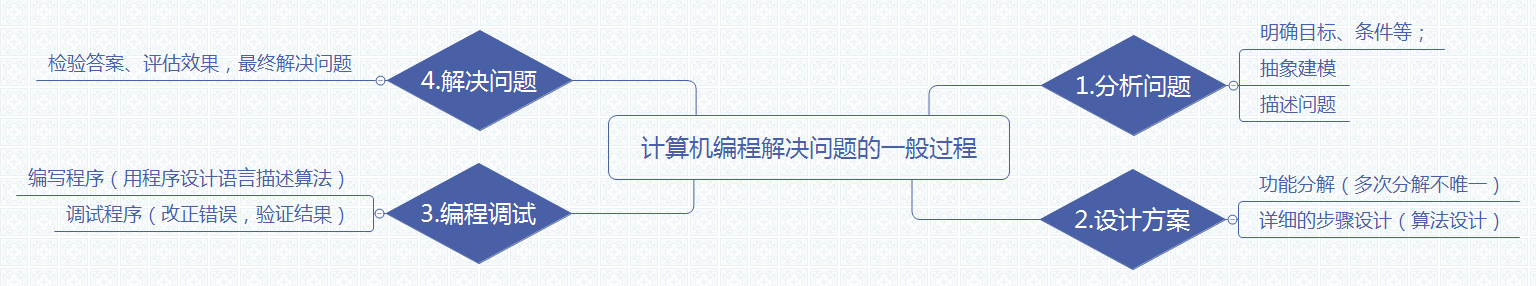 计算机编程解决问题的一般过程
1.分析问题
明确目标、条件等；
抽象建模
描述问题
2.设计方案
功能分解（多次分解不唯一）
详细的步骤设计（算法设计）
3.编程调试
编写程序（用程序设计语言描述算法）
调试程序（改正错误，验证结果）
4.解决问题
检验答案、评估效果，最终解决问题